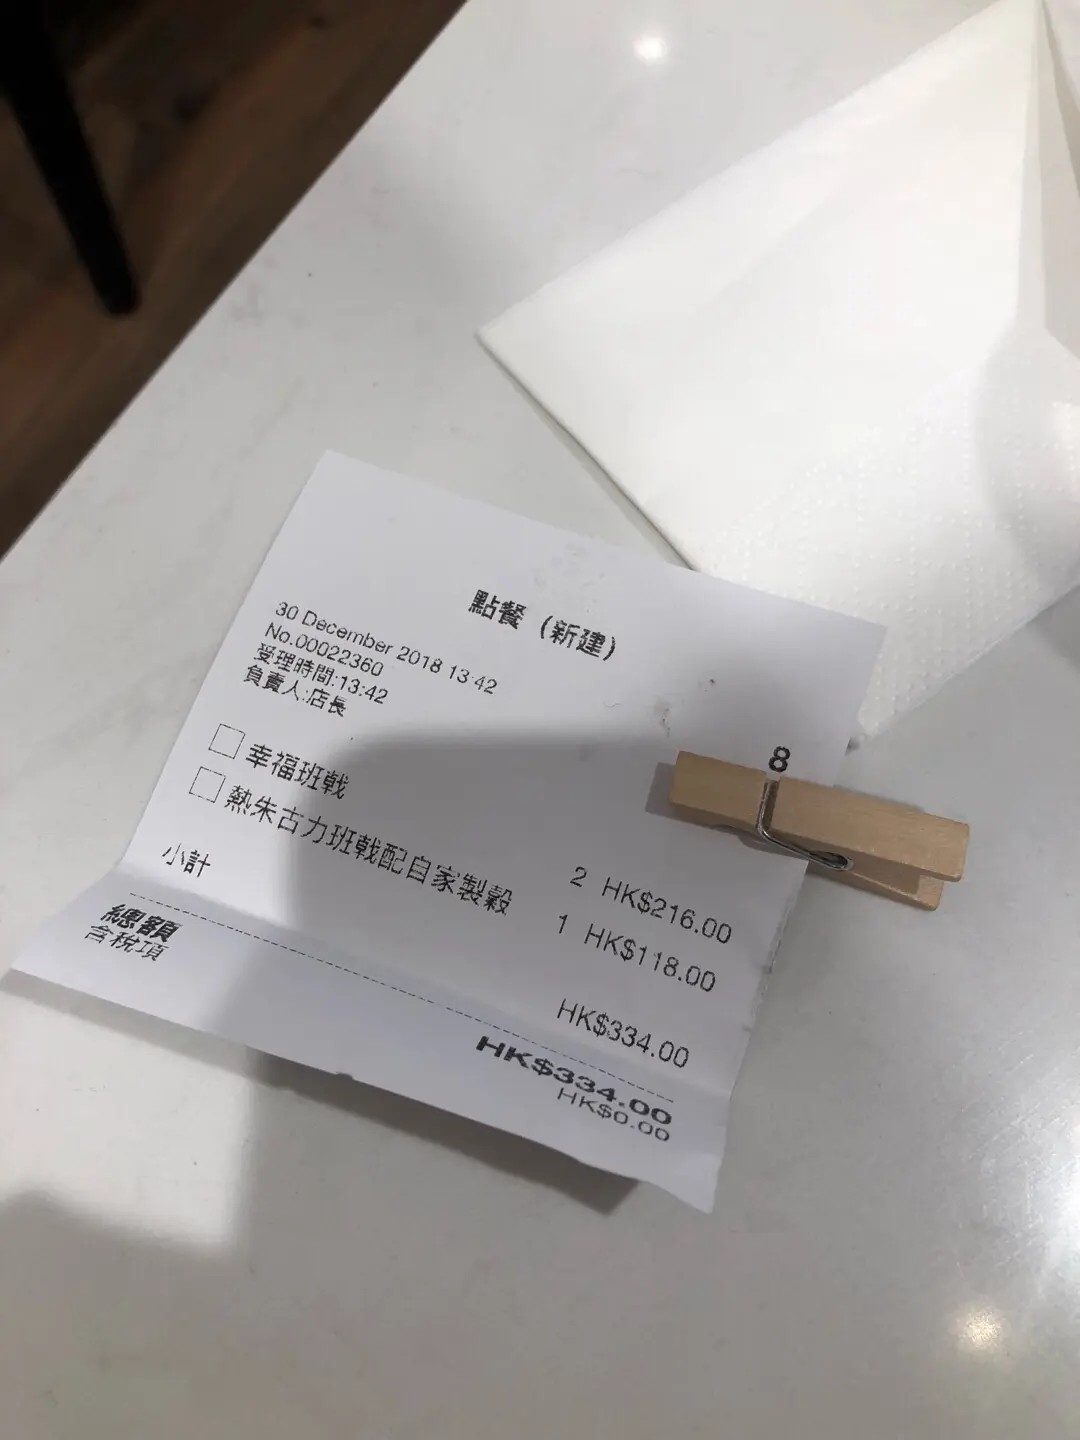 點餐 (新建)
30 December 2018 13:42
No.00022360
受理時間:13:42
負責人:店長
8
幸福班戟 2 HK$216.00
熱朱古力班戟配自家製穀 1 HK$118.00
小計 HK$334.00
總額 HK$334.00
含稅項 HK$0.00